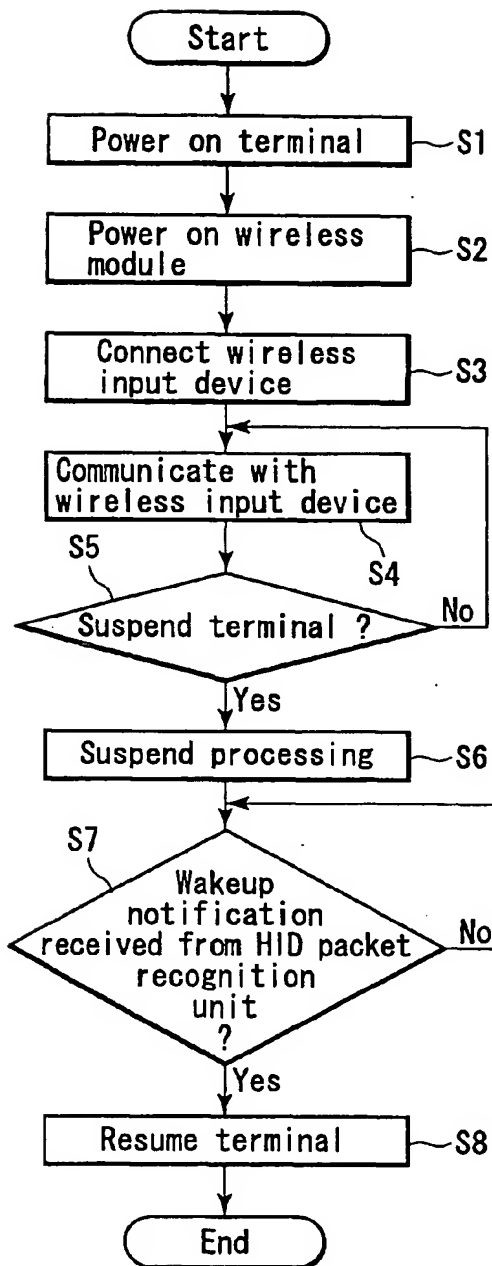 Start
Power on terminal
S1
Power on wireless
module
S2
Connect wireless
input device
S3
Communicate with
wireless input device
S4
S5
Suspend terminal ?
No
Yes
Suspend processing
S6
S7
Wakeup
notification
received from HID packet
recognition
unit
?
No
Yes
Resume terminal
S8
End